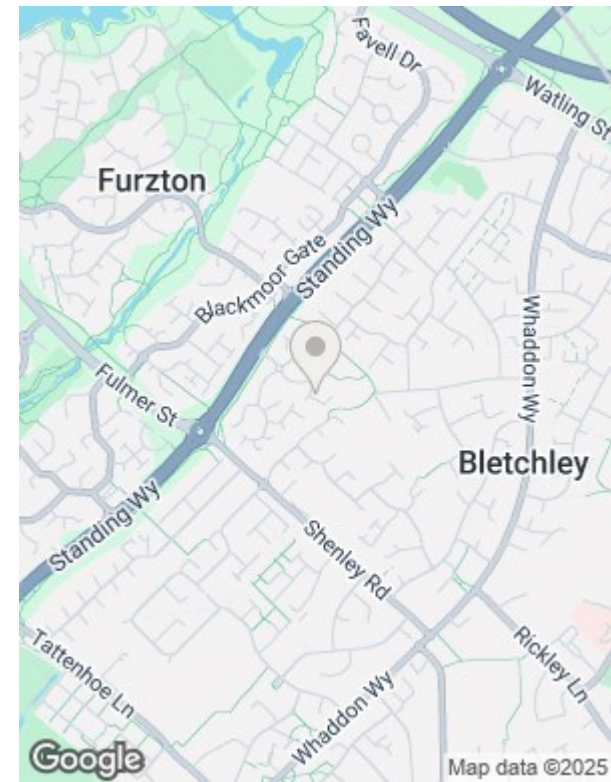 Favell Dr
Watling St
Furzton
Standing Wy
Blackmoor Gate
Whaddon Wy
Fulmer St
Bletchley
Standing Wy
Shenley Rd
Tattenhoe Ln
Rickley Ln
Whaddon Wy
Google
Map data ©2025